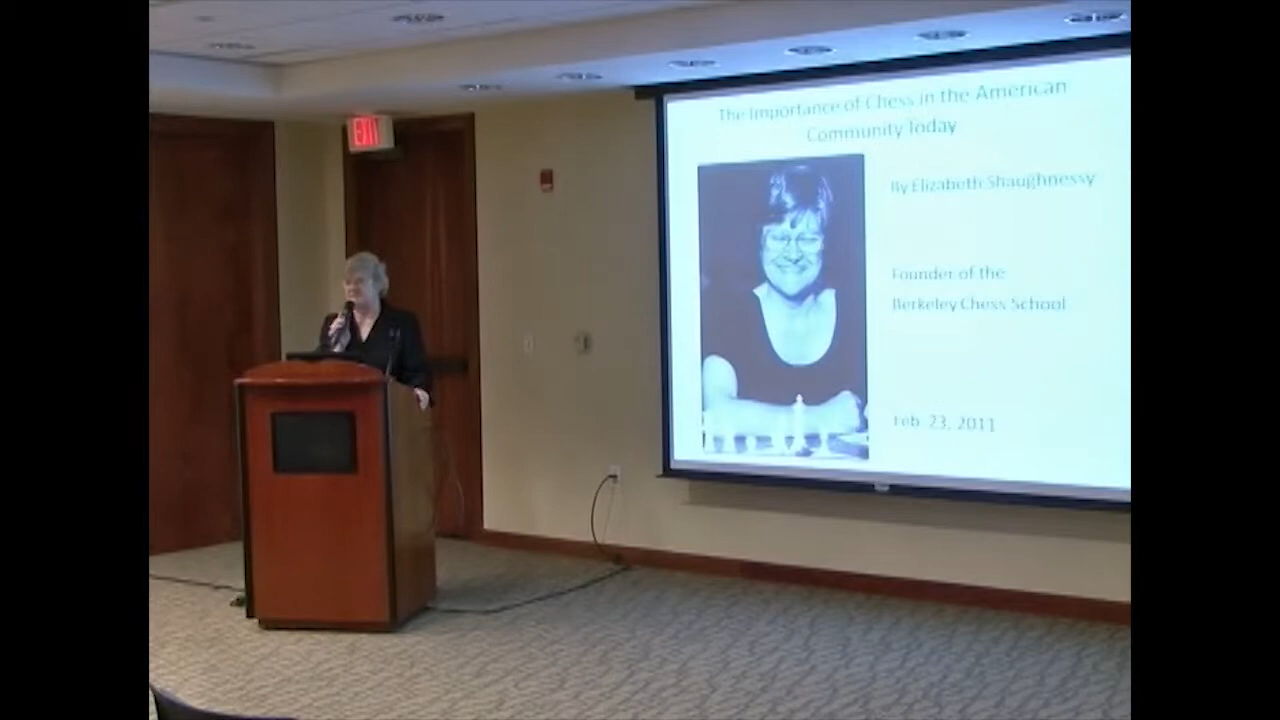 EXIT
The Importance of Chess in the American
Community Today
By Elizabeth Shaughnessy
Founder of the
Berkeley Chess School
Feb. 23, 2011